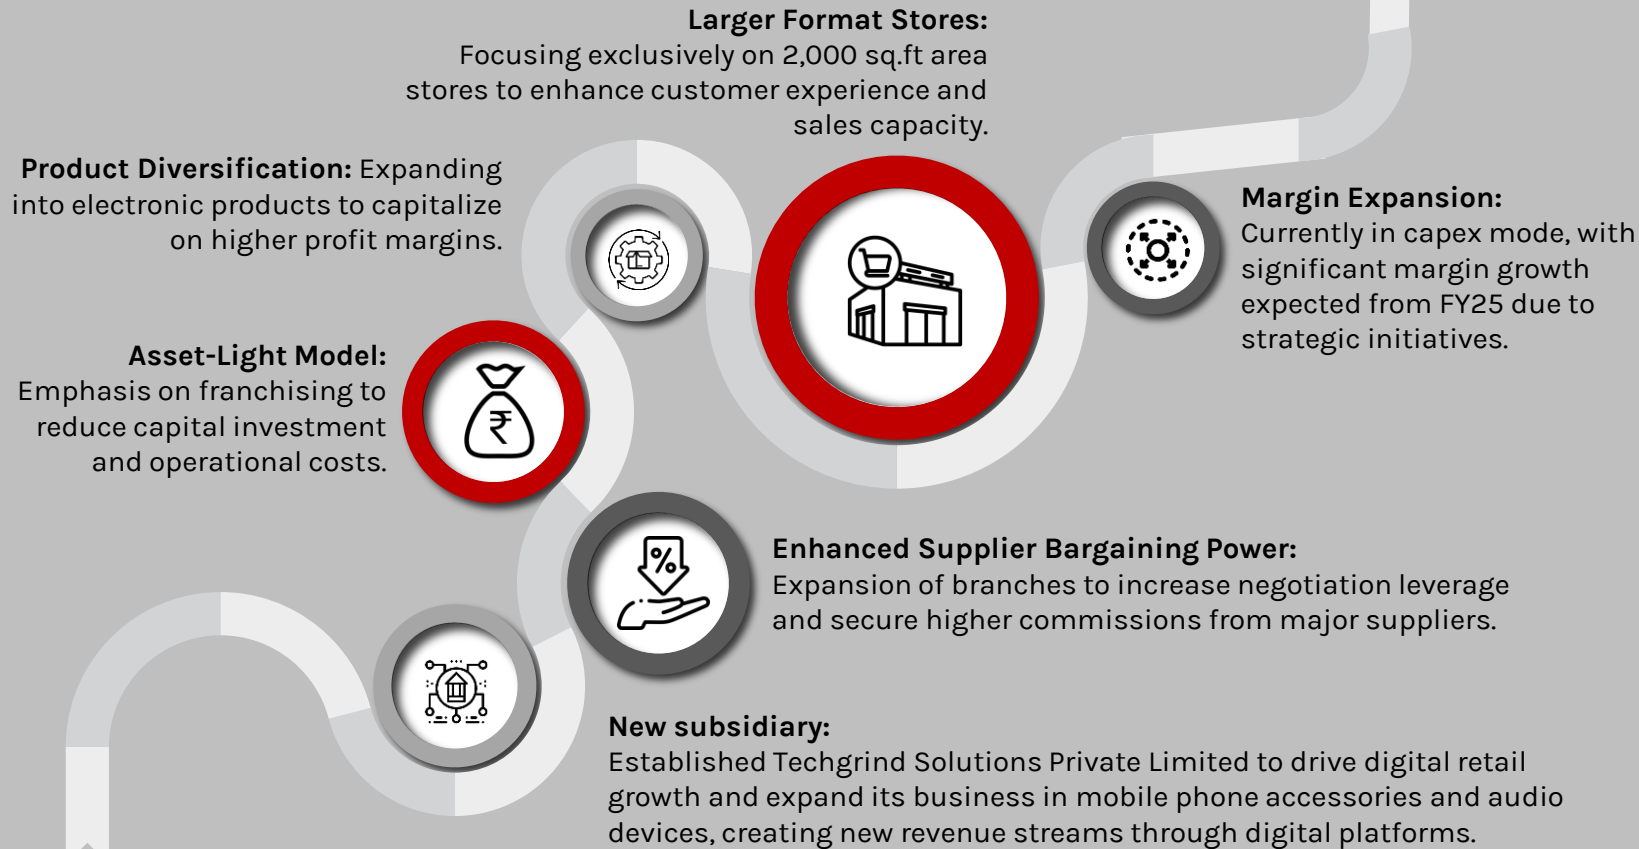 Larger Format Stores:
Focusing exclusively on 2,000 sq.ft area
stores to enhance customer experience and
sales capacity.
Product Diversification: Expanding
into electronic products to capitalize
on higher profit margins.
Margin Expansion:
Currently in capex mode, with
significant margin growth
expected from FY25 due to
strategic initiatives.
Asset-Light Model:
Emphasis on franchising to
reduce capital investment
and operational costs.
₹
%
Enhanced Supplier Bargaining Power:
Expansion of branches to increase negotiation leverage
and secure higher commissions from major suppliers.
New subsidiary:
Established Techgrind Solutions Private Limited to drive digital retail
growth and expand its business in mobile phone accessories and audio
devices, creating new revenue streams through digital platforms.